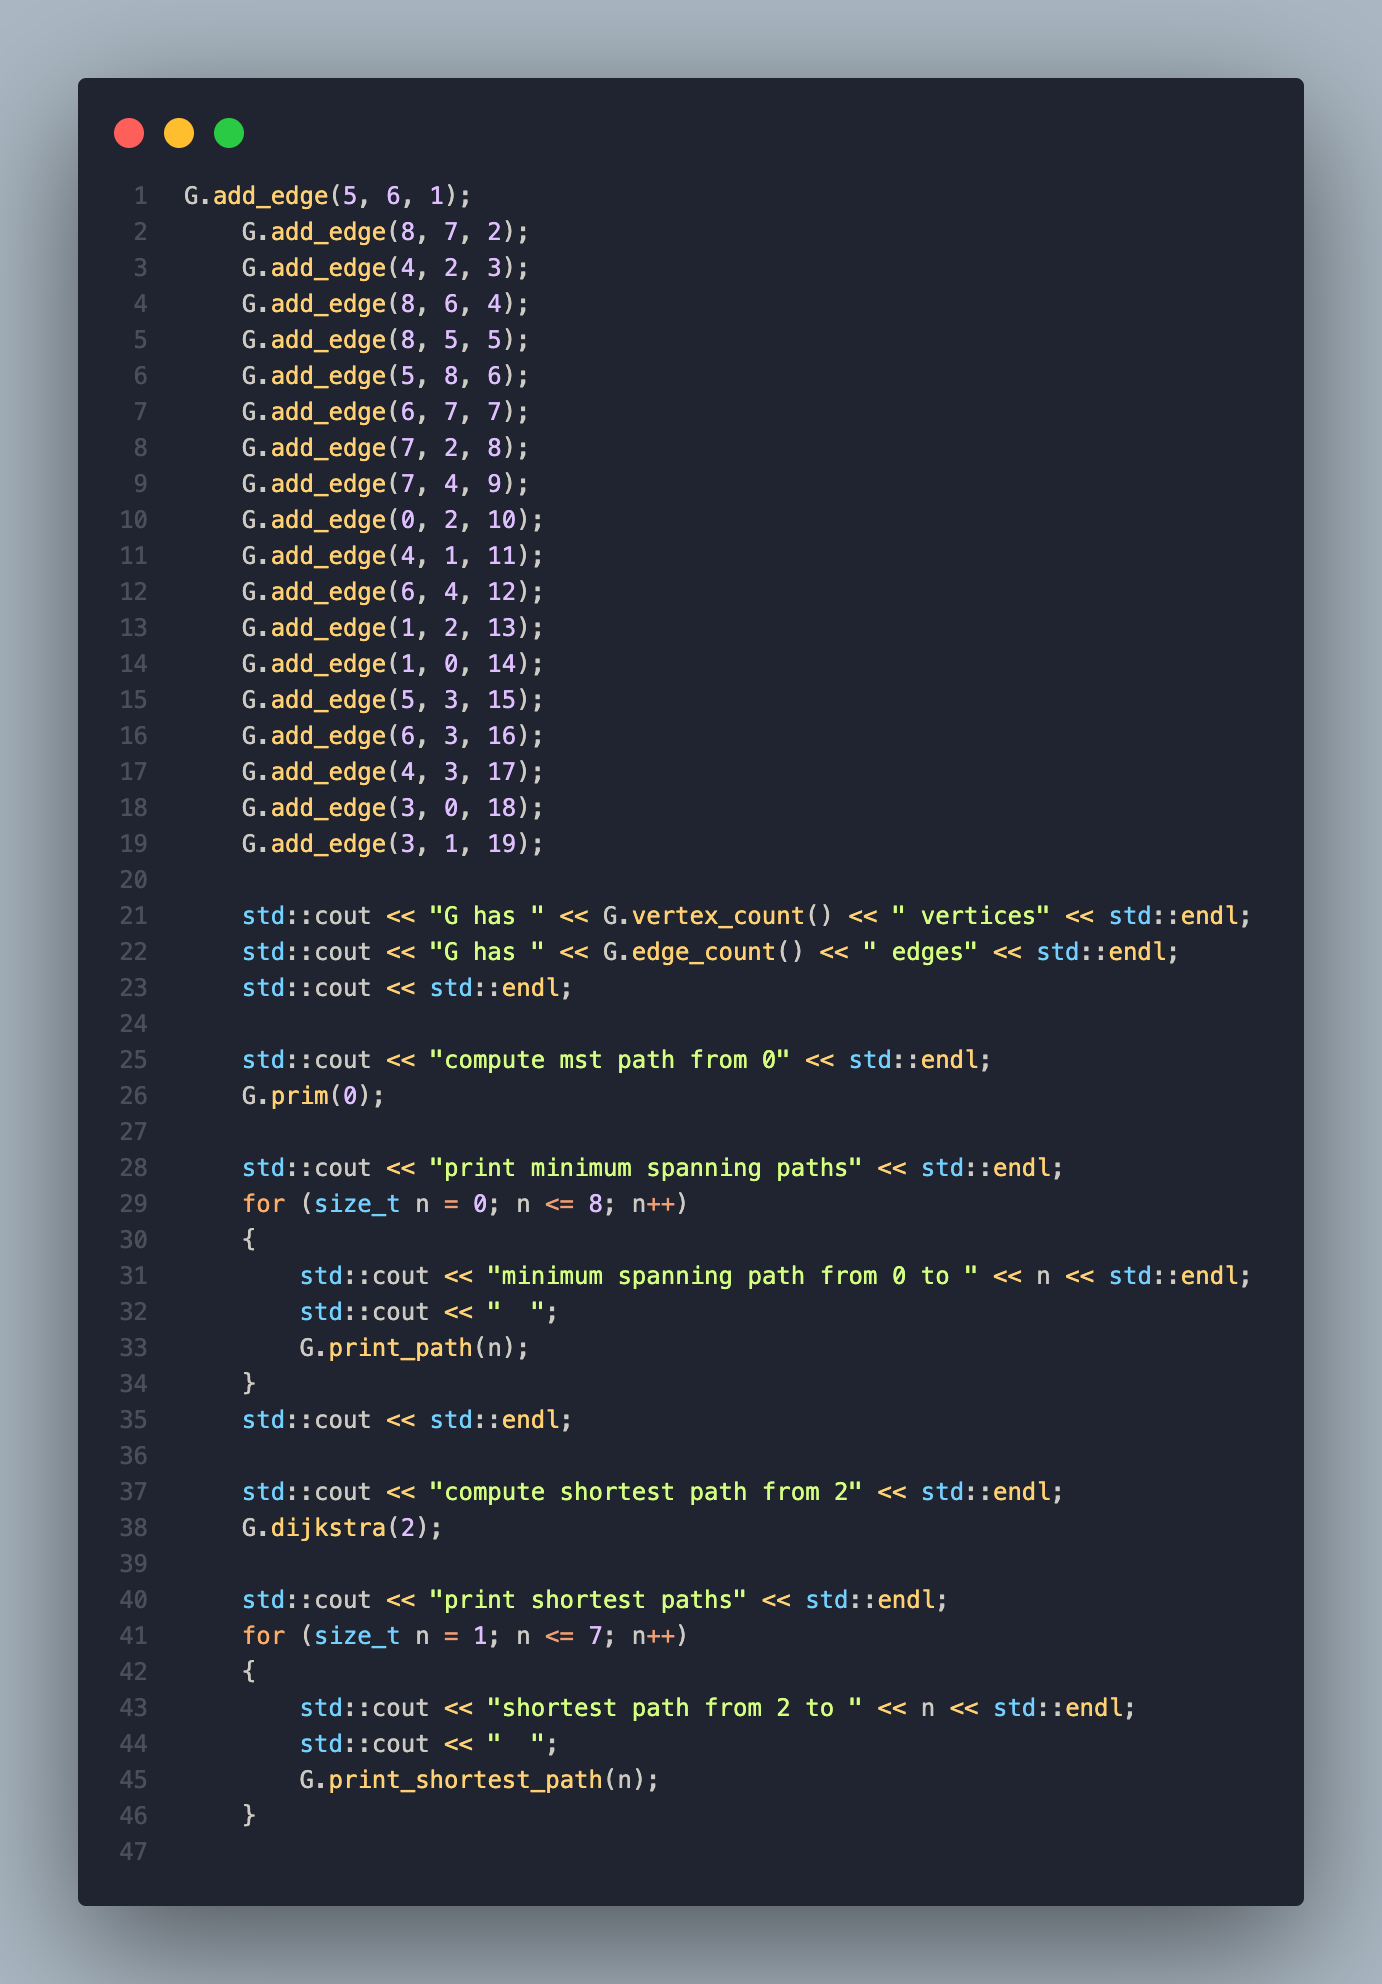 1 G.add_edge(5, 6, 1);
2     G.add_edge(8, 7, 2);
3     G.add_edge(4, 2, 3);
4     G.add_edge(8, 6, 4);
5     G.add_edge(8, 5, 5);
6     G.add_edge(5, 8, 6);
7     G.add_edge(6, 7, 7);
8     G.add_edge(7, 2, 8);
9     G.add_edge(7, 4, 9);
10     G.add_edge(0, 2, 10);
11     G.add_edge(4, 1, 11);
12     G.add_edge(6, 4, 12);
13     G.add_edge(1, 2, 13);
14     G.add_edge(1, 0, 14);
15     G.add_edge(5, 3, 15);
16     G.add_edge(6, 3, 16);
17     G.add_edge(4, 3, 17);
18     G.add_edge(3, 0, 18);
19     G.add_edge(3, 1, 19);
20
21     std::cout << "G has " << G.vertex_count() << " vertices" << std::endl;
22     std::cout << "G has " << G.edge_count() << " edges" << std::endl;
23     std::cout << std::endl;
24
25     std::cout << "compute mst path from 0" << std::endl;
26     G.prim(0);
27
28     std::cout << "print minimum spanning paths" << std::endl;
29     for (size_t n = 0; n <= 8; n++)
30     {
31         std::cout << "minimum spanning path from 0 to " << n << std::endl;
32         std::cout << "  ";
33         G.print_path(n);
34     }
35     std::cout << std::endl;
36
37     std::cout << "compute shortest path from 2" << std::endl;
38     G.dijkstra(2);
39
40     std::cout << "print shortest paths" << std::endl;
41     for (size_t n = 1; n <= 7; n++)
42     {
43         std::cout << "shortest path from 2 to " << n << std::endl;
44         std::cout << "  ";
45         G.print_shortest_path(n);
46     }
47